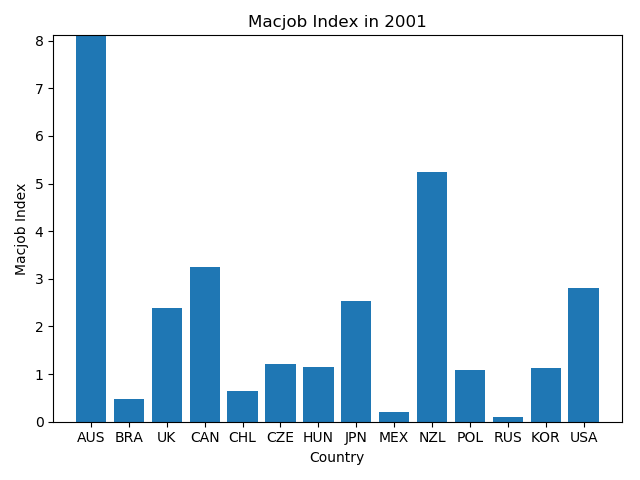 Macjob Index in 2001
8
7
6
5
4
3
2
1
0
Macjob Index
AUS BRA UK CAN CHL CZE HUN JPN MEX NZL POL RUS KOR USA
Country